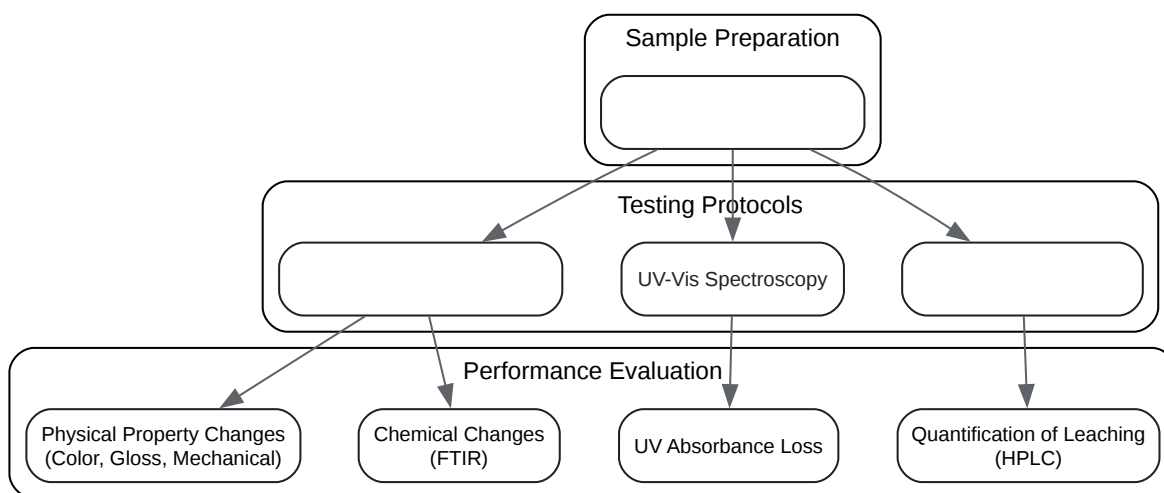 Sample Preparation
Testing Protocols
UV-Vis Spectroscopy
Performance Evaluation
Physical Property Changes
(Color, Gloss, Mechanical)
Chemical Changes
(FTIR)
UV Absorbance Loss
Quantification of Leaching
(HPLC)